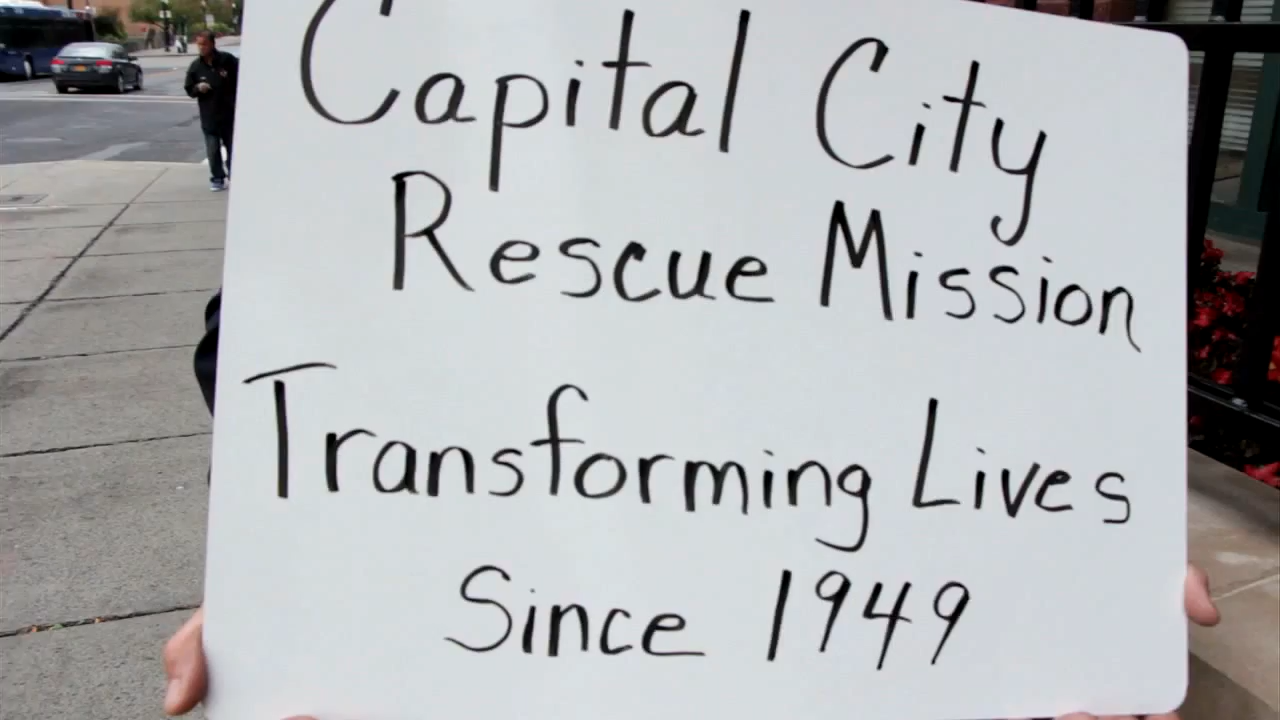 Capital City
Rescue Mission
Transforming Lives
Since 1949